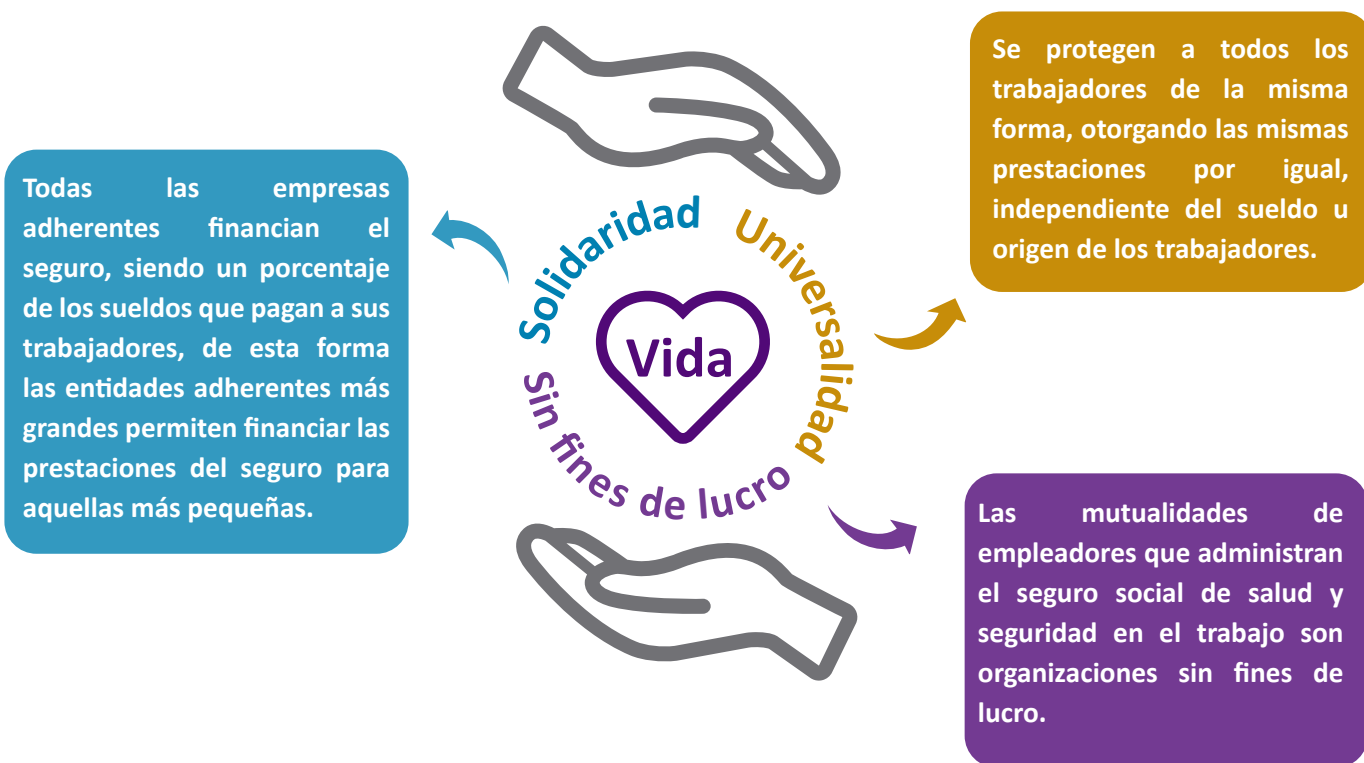 Todas las empresas
adherentes financian el
seguro, siendo un porcentaje
de los sueldos que pagan a sus
trabajadores, de esta forma
las entidades adherentes más
grandes permiten financiar las
prestaciones del seguro para
aquellas más pequeñas.
Solidaridad
Universalidad
Sin fines de lucro
Vida
Se protegen a todos los
trabajadores de la misma
forma, otorgando las mismas
prestaciones por igual,
independiente del sueldo u
origen de los trabajadores.
Las mutualidades de
empleadores que administran
el seguro social de salud y
seguridad en el trabajo son
organizaciones sin fines de
lucro.